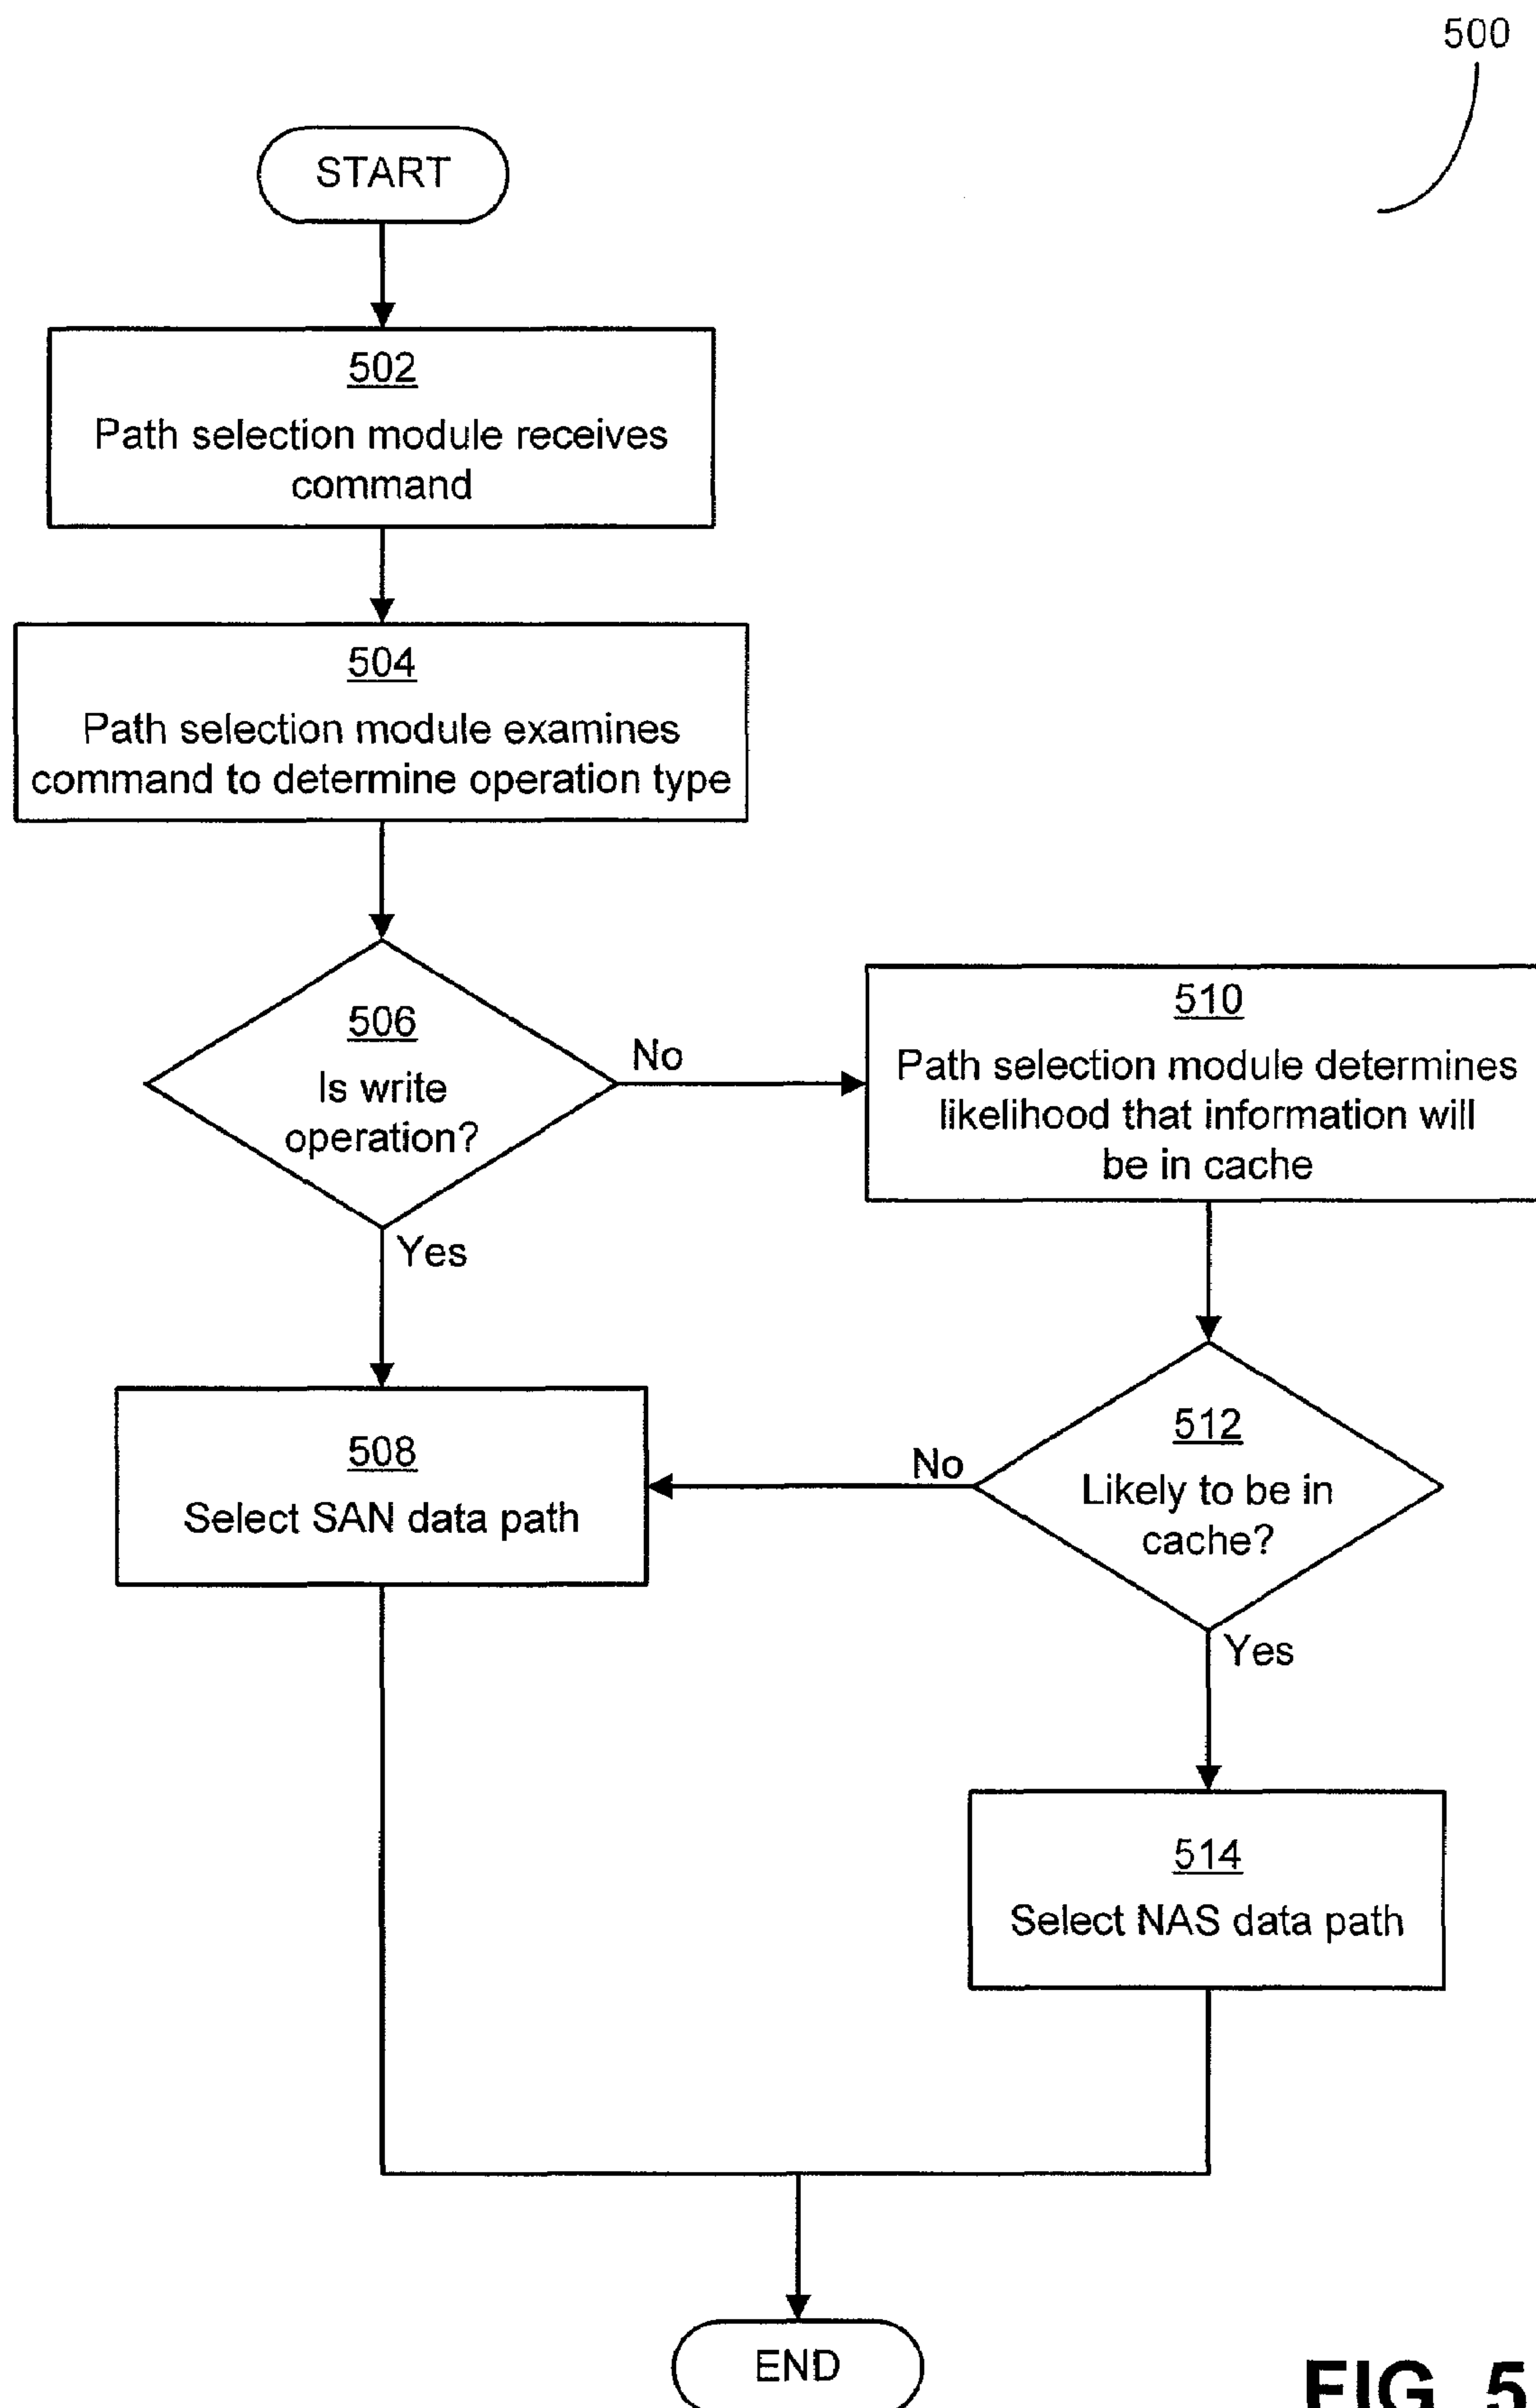 500
START
502
Path selection module receives
command
504
Path selection module examines
command to determine operation type
506
Is write
operation?
No
Yes
510
Path selection module determines
likelihood that information will
be in cache
508
Select SAN data path
512
Likely to be in
cache?
No
Yes
514
Select NAS data path
END
FIG. 5